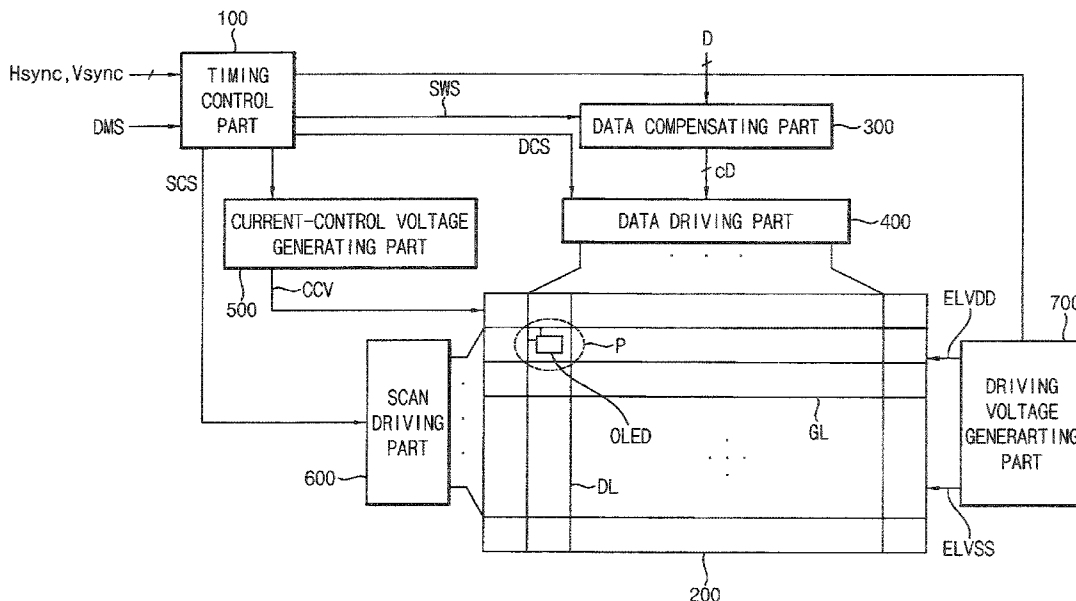 100
Hsync,Vsync
DMS
TIMING
CONTROL
PART
D
SWS
DATA COMPENSATING PART
300
DCS
cD
SCS
CURRENT-CONTROL VOLTAGE
GENERATING PART
DATA DRIVING PART
400
500
CCV
ELVDD
700
P
SCAN
DRIVING
PART
OLED
GL
DRIVING
VOLTAGE
GENERARTING
PART
600
DL
ELVSS
200